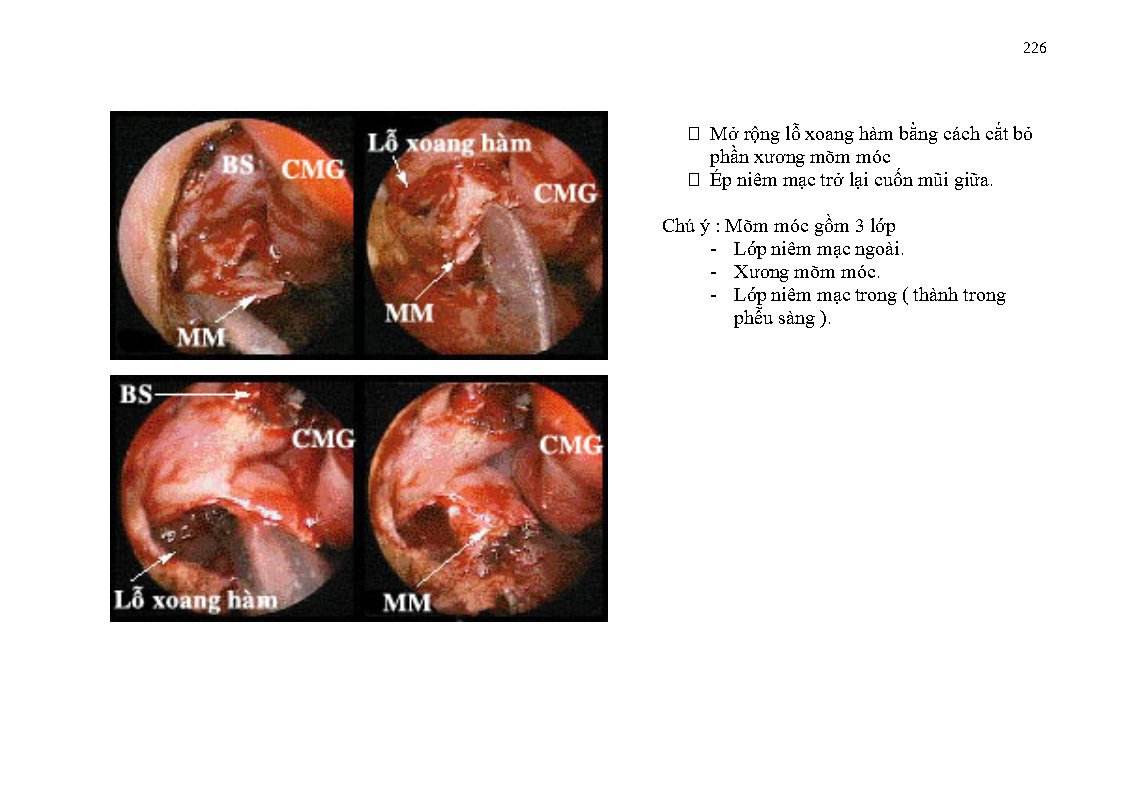 226
BS
CMG
MM
Lỗ xoang hàm
CMG
MM
BS
CMG
Lỗ xoang hàm
CMG
MM
□ Mở rộng lỗ xoang hàm bằng cách cắt bỏ
phần xương mõm móc
□ Ép niêm mạc trở lại cuốn mũi giữa.
Chú ý : Mõm móc gồm 3 lớp
- Lớp niêm mạc ngoài.
- Xương mõm móc.
- Lớp niêm mạc trong ( thành trong
phễu sàng ).